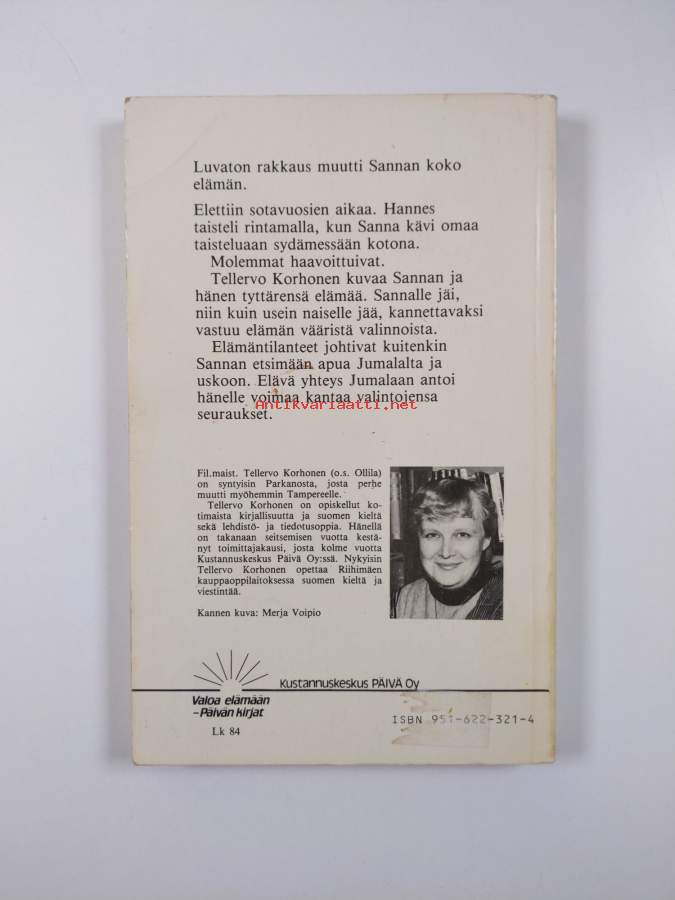 Luvaton rakkaus muutti Sannan koko
elämän.
Elettiin sotavuosien aikaa. Hannes
taisteli rintamalla, kun Sanna kävi omaa
taisteluaan sydämessään kotona.
Molemmat haavoittuivat.
Tellervo Korhonen kuvaa Sannan ja
hänen tyttärensä elämää. Sannalle jäi,
niin kuin usein naiselle jää, kannettavaksi
vastuu elämän vääristä valinnoista.
Elämäntilanteet johtivat kuitenkin
Sannan etsimään apua Jumalalta ja
uskoon. Elävä yhteys Jumalaan antoi
hänelle voimaa kantaa valintojensa
Antikvariaatti.net
seuraukset.
Fil.maist. Tellervo Korhonen (o.s. Ollila)
on syntyisin Parkanosta, josta perhe
muutti myöhemmin Tampereelle.
Tellervo Korhonen on opiskellut ko-
timaista kirjallisuutta ja suomen kieltä
sekä lehdistö- ja tiedotusoppia. Hänellä
on takanaan seitsemisen vuotta kestä-
nyt toimittajakausi, josta kolme vuotta
Kustannuskeskus Päivä Oy:ssä. Nykyisin
Tellervo Korhonen opettaa Riihimäen
kauppaoppilaitoksessa suomen kieltä ja
viestintää.
Kannen kuva: Merja Voipio
Kustannuskeskus PÄIVÄ Oy
Valoa elämään
–Päivän kirjat
Lk 84
ISBN 951-622-321-4